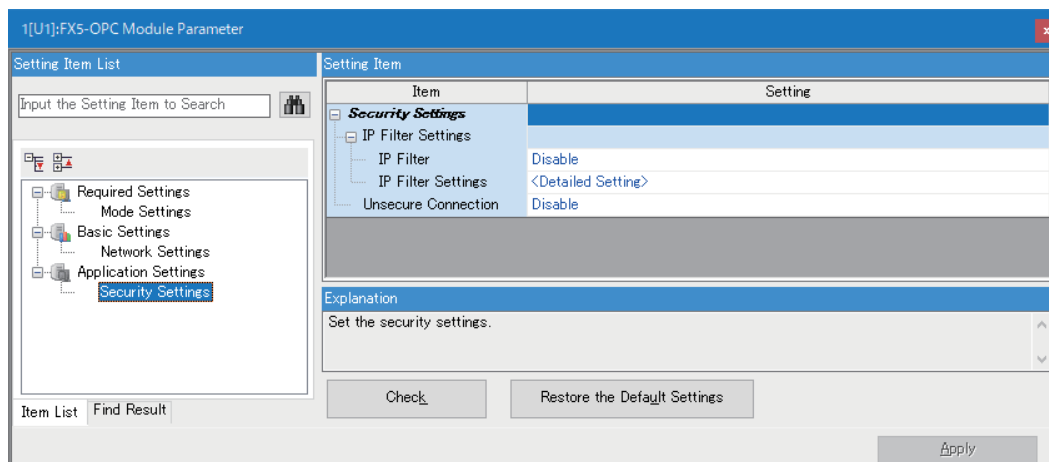 1[U1]:FX5-OPC Module Parameter
Setting Item List
Input the Setting Item to Search
Required Settings
Mode Settings
Basic Settings
Network Settings
Application Settings
Security Settings
Item List Find Result
Setting Item
Item Setting
Security Settings
IP Filter Settings
IP Filter Disable
IP Filter Settings <Detailed Setting>
Unsecure Connection Disable
Explanation
Set the security settings.
Check Restore the Default Settings
Apply